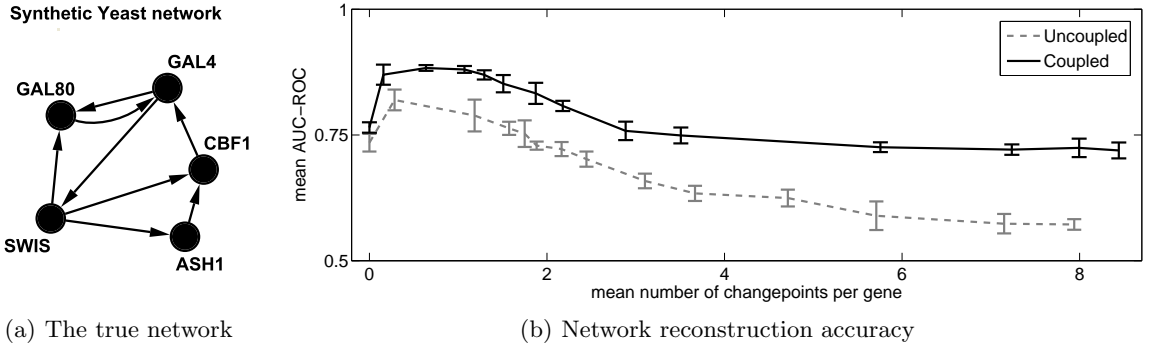 Synthetic Yeast network
GAL4
GAL80
CBF1
SWIS
ASH1
(a) The true network
1
0.75
0.5
mean AUC−ROC
Uncoupled
Coupled
0 2 4 6 8
mean number of changepoints per gene
(b) Network reconstruction accuracy